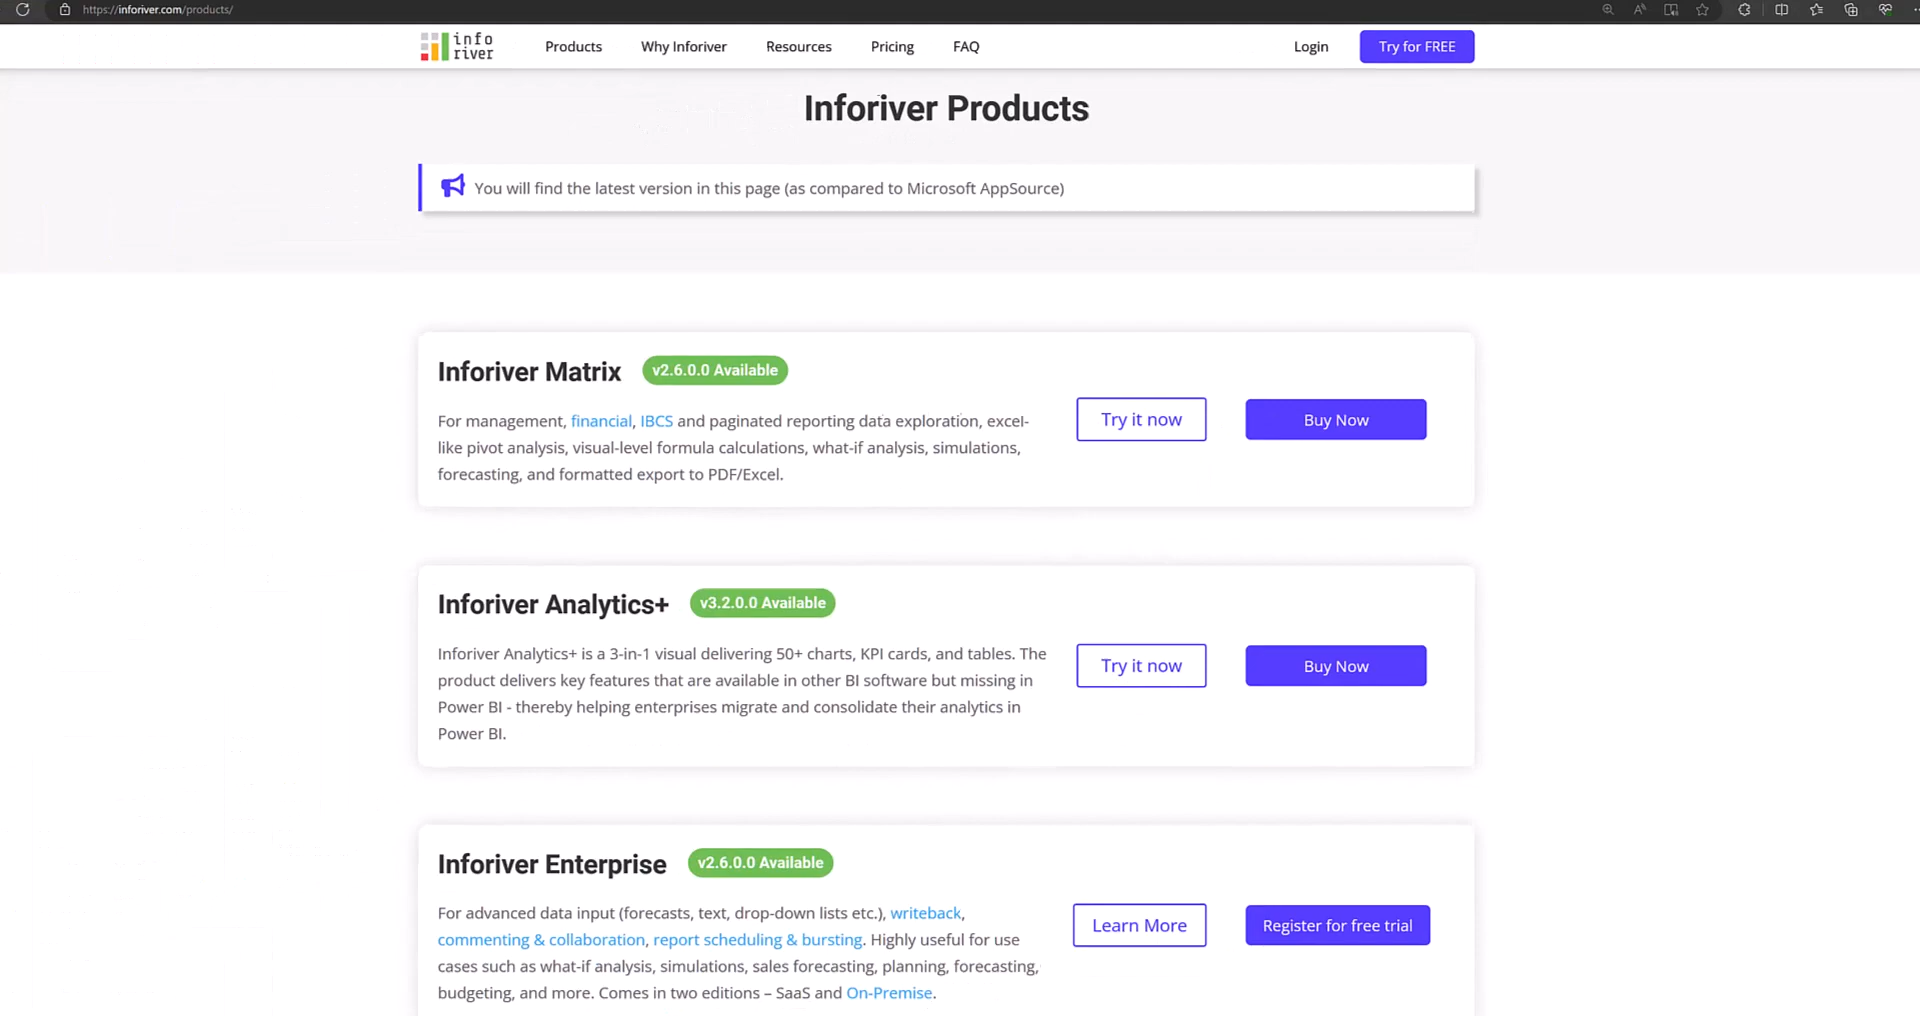 https://inforiver.com/products/
info
river
Products
Why Inforiver
Resources
Pricing
FAQ
Login
Try for FREE
Inforiver Products
You will find the latest version in this page (as compared to Microsoft AppSource)
Inforiver Matrix
v2.6.0.0 Available
For management, financial, IBCS and paginated reporting data exploration, excel-
like pivot analysis, visual-level formula calculations, what-if analysis, simulations,
forecasting, and formatted export to PDF/Excel.
Try it now
Buy Now
Inforiver Analytics+
v3.2.0.0 Available
Inforiver Analytics+ is a 3-in-1 visual delivering 50+ charts, KPI cards, and tables. The
product delivers key features that are available in other BI software but missing in
Power BI - thereby helping enterprises migrate and consolidate their analytics in
Power BI.
Try it now
Buy Now
Inforiver Enterprise
v2.6.0.0 Available
For advanced data input (forecasts, text, drop-down lists etc.), writeback,
commenting & collaboration, report scheduling & bursting. Highly useful for use
cases such as what-if analysis, simulations, sales forecasting, planning, forecasting,
budgeting, and more. Comes in two editions – SaaS and On-Premise.
Learn More
Register for free trial